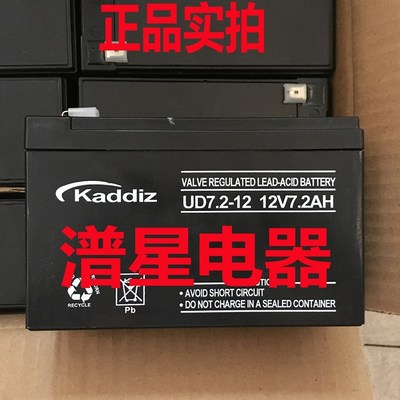 正品实拍
Kaddiz
VALVE REGULATED LEAD-ACID BATTERY
UD7.2-12 12V7.2AH
潽星电器
RECYCLE
Pb
• AVOID SHORT CIRCUIT
• DO NOT CHARGE IN A SEALED CONTAINER